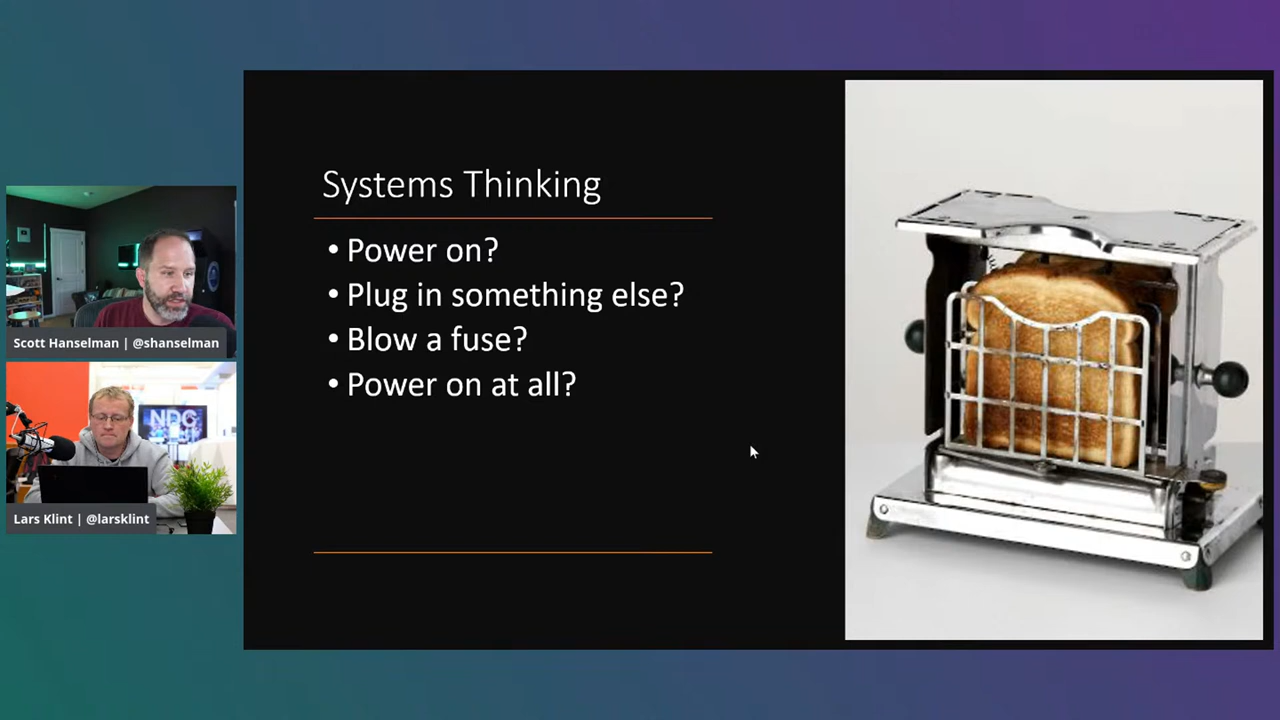 Systems Thinking
• Power on?
• Plug in something else?
• Blow a fuse?
• Power on at all?
Scott Hanselman | @shanselman
NDC
Lars Klint | @larsklint